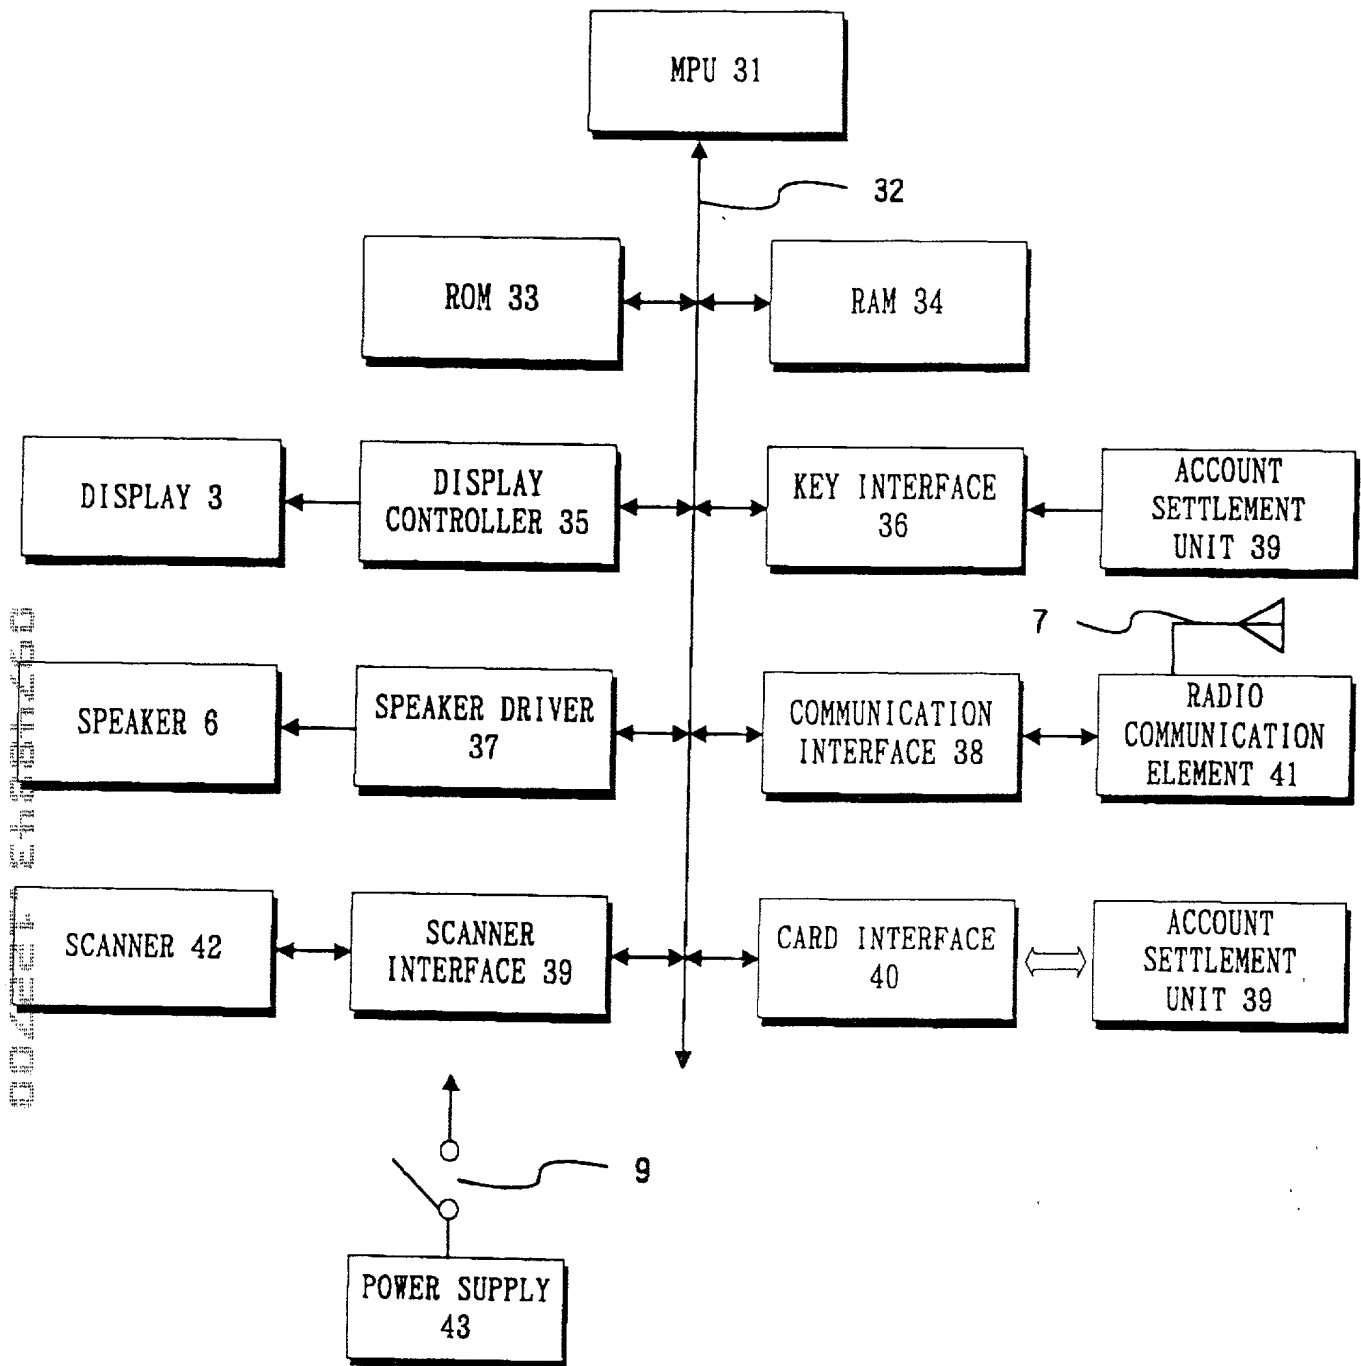 MPU 31
32
ROM 33
RAM 34
DISPLAY 3
DISPLAY
CONTROLLER 35
KEY INTERFACE
36
ACCOUNT
SETTLEMENT
UNIT 39
7
SPEAKER 6
SPEAKER DRIVER
37
COMMUNICATION
INTERFACE 38
RADIO
COMMUNICATION
ELEMENT 41
SCANNER 42
SCANNER
INTERFACE 39
CARD INTERFACE
40
ACCOUNT
SETTLEMENT
UNIT 39
9
POWER SUPPLY
43